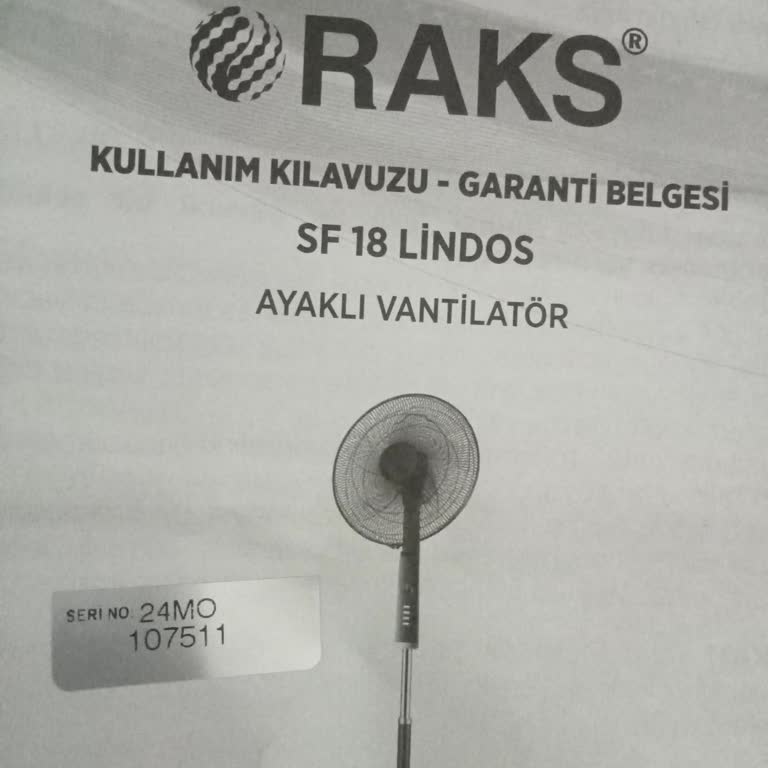 RAKS®
KULLANIM KILAVUZU - GARANTİ BELGESİ
SF 18 LİNDOS
AYAKLI VANTİLATÖR
SERI NO. 24MO
107511